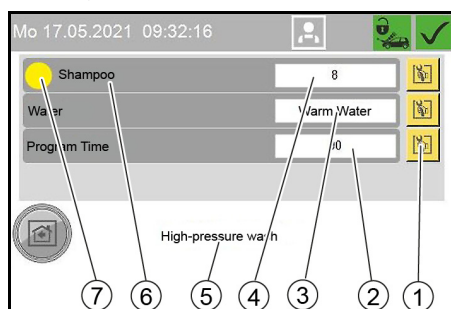 Mo 17.05.2021 09:32:16
Shampoo 8
Water Warm Water
Program Time
High-pressure wash
7 6 5 4 3 2 1